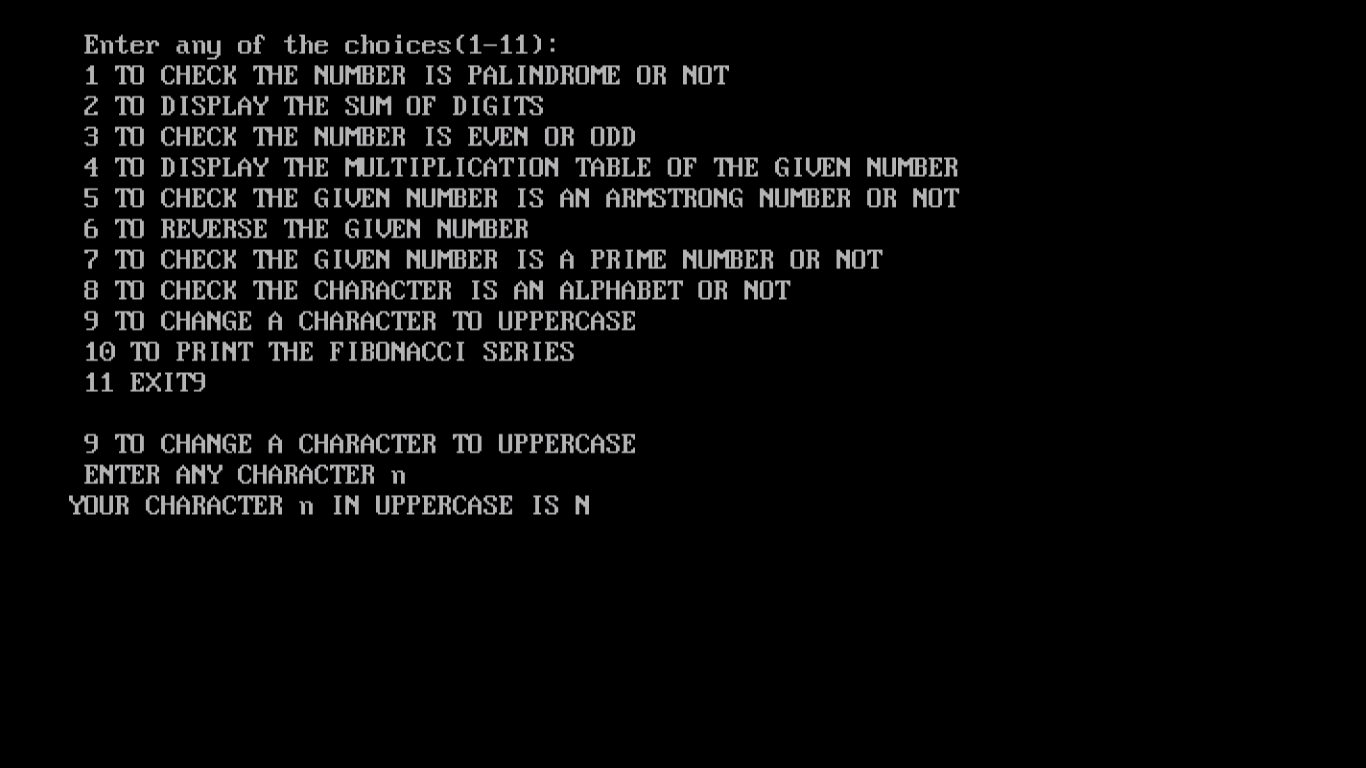 Enter any of the choices(1-11):
1 TO CHECK THE NUMBER IS PALINDROME OR NOT
2 TO DISPLAY THE SUM OF DIGITS
3 TO CHECK THE NUMBER IS EVEN OR ODD
4 TO DISPLAY THE MULTIPLICATION TABLE OF THE GIVEN NUMBER
5 TO CHECK THE GIVEN NUMBER IS AN ARMSTRONG NUMBER OR NOT
6 TO REVERSE THE GIVEN NUMBER
7 TO CHECK THE GIVEN NUMBER IS A PRIME NUMBER OR NOT
8 TO CHECK THE CHARACTER IS AN ALPHABET OR NOT
9 TO CHANGE A CHARACTER TO UPPERCASE
10 TO PRINT THE FIBONACCI SERIES
11 EXIT9
9 TO CHANGE A CHARACTER TO UPPERCASE
ENTER ANY CHARACTER n
YOUR CHARACTER n IN UPPERCASE IS N